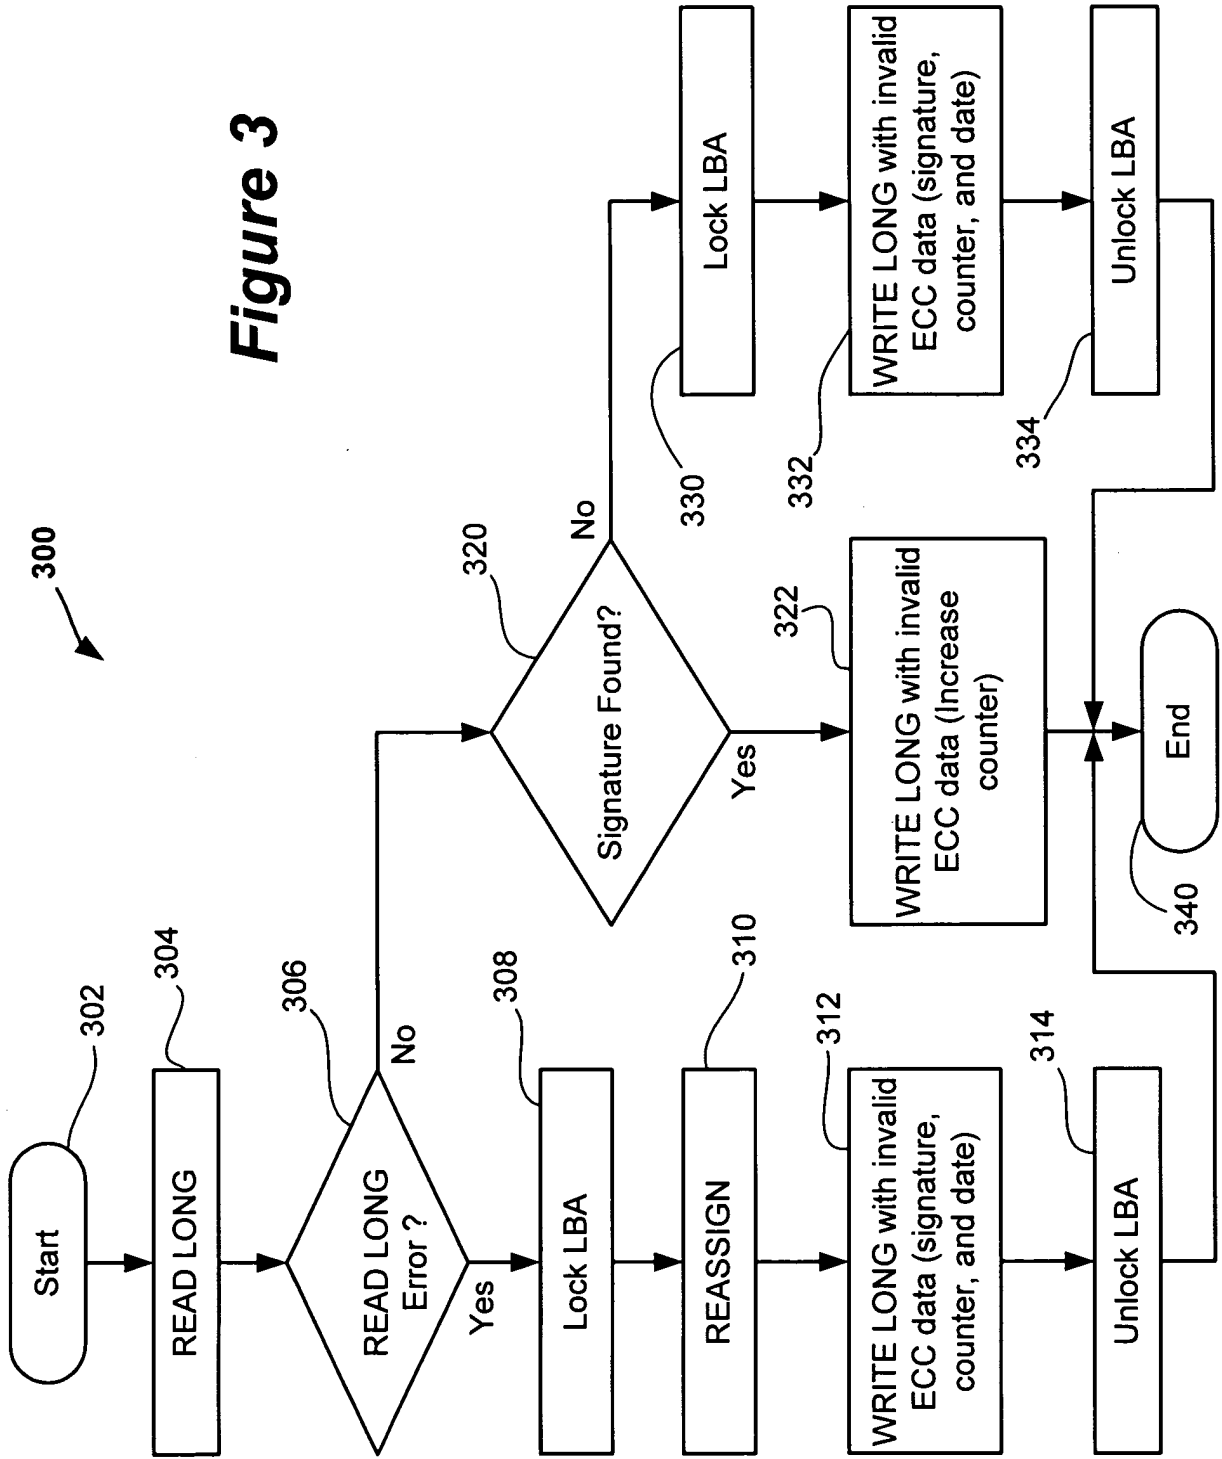 Figure 3
300
Start
302
READ LONG
304
READ LONG
Error ?
306
No
Yes
Lock LBA
308
REASSIGN
310
WRITE LONG with invalid
ECC data (signature,
counter, and date)
312
Unlock LBA
314
Signature Found?
320
No
Yes
WRITE LONG with invalid
ECC data (Increase
counter)
322
Lock LBA
330
WRITE LONG with invalid
ECC data (signature,
counter, and date)
332
Unlock LBA
334
End
340